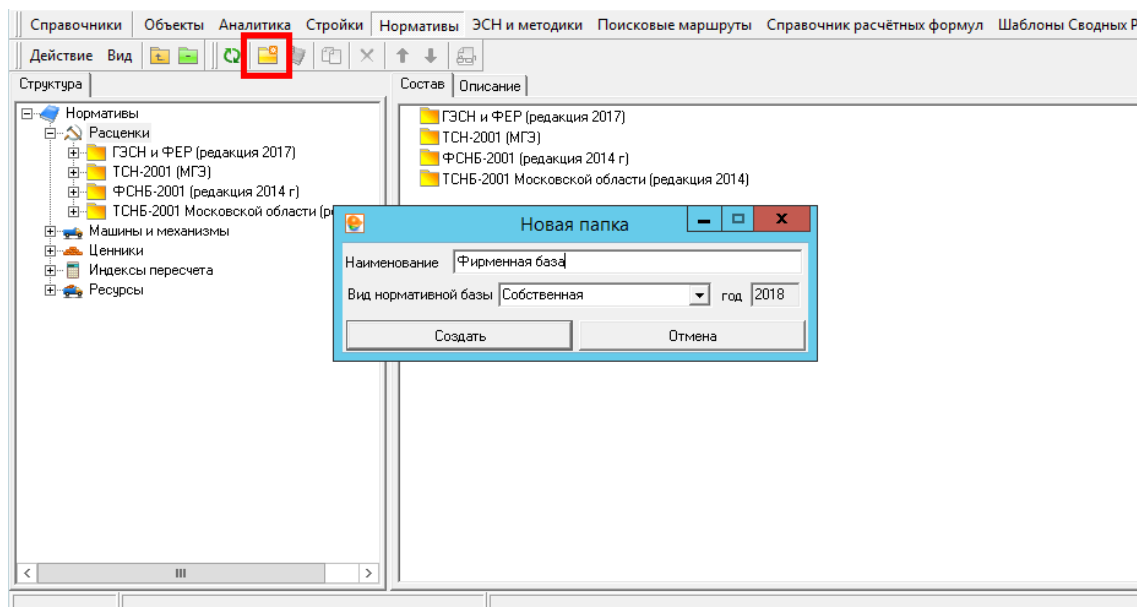 Справочники Объекты Аналитика Стройки Нормативы ЭСН и методики Поисковые маршруты Справочник расчётных формул Шаблоны Сводных Р
Действие Вид
Структура
Состав Описание
Нормативы
Расценки
ГЭСН и ФЕР (редакция 2017)
ТСН-2001 (МГЭ)
ФСНБ-2001 (редакция 2014 г)
ТСНБ-2001 Московской области (р
Машины и механизмы
Ценники
Индексы пересчета
Ресурсы
ГЭСН и ФЕР (редакция 2017)
ТСН-2001 (МГЭ)
ФСНБ-2001 (редакция 2014 г)
ТСНБ-2001 Московской области (редакция 2014)
Новая папка
Наименование Фирменная база
Вид нормативной базы Собственная год 2018
Создать Отмена